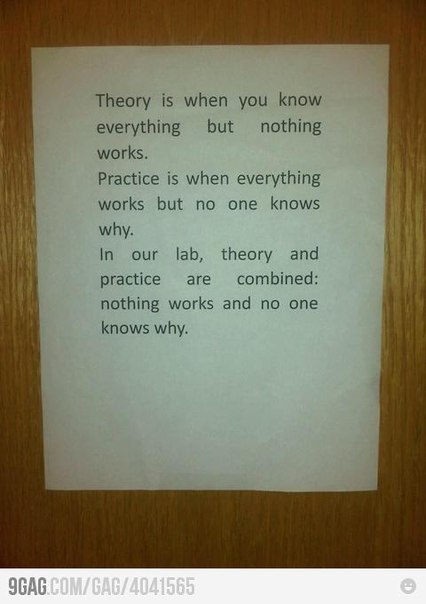 Theory is when you know
everything but nothing
works.
Practice is when everything
works but no one knows
why.
In our lab, theory and
practice are combined:
nothing works and no one
knows why.
9GAG.COM/GAG/4041565